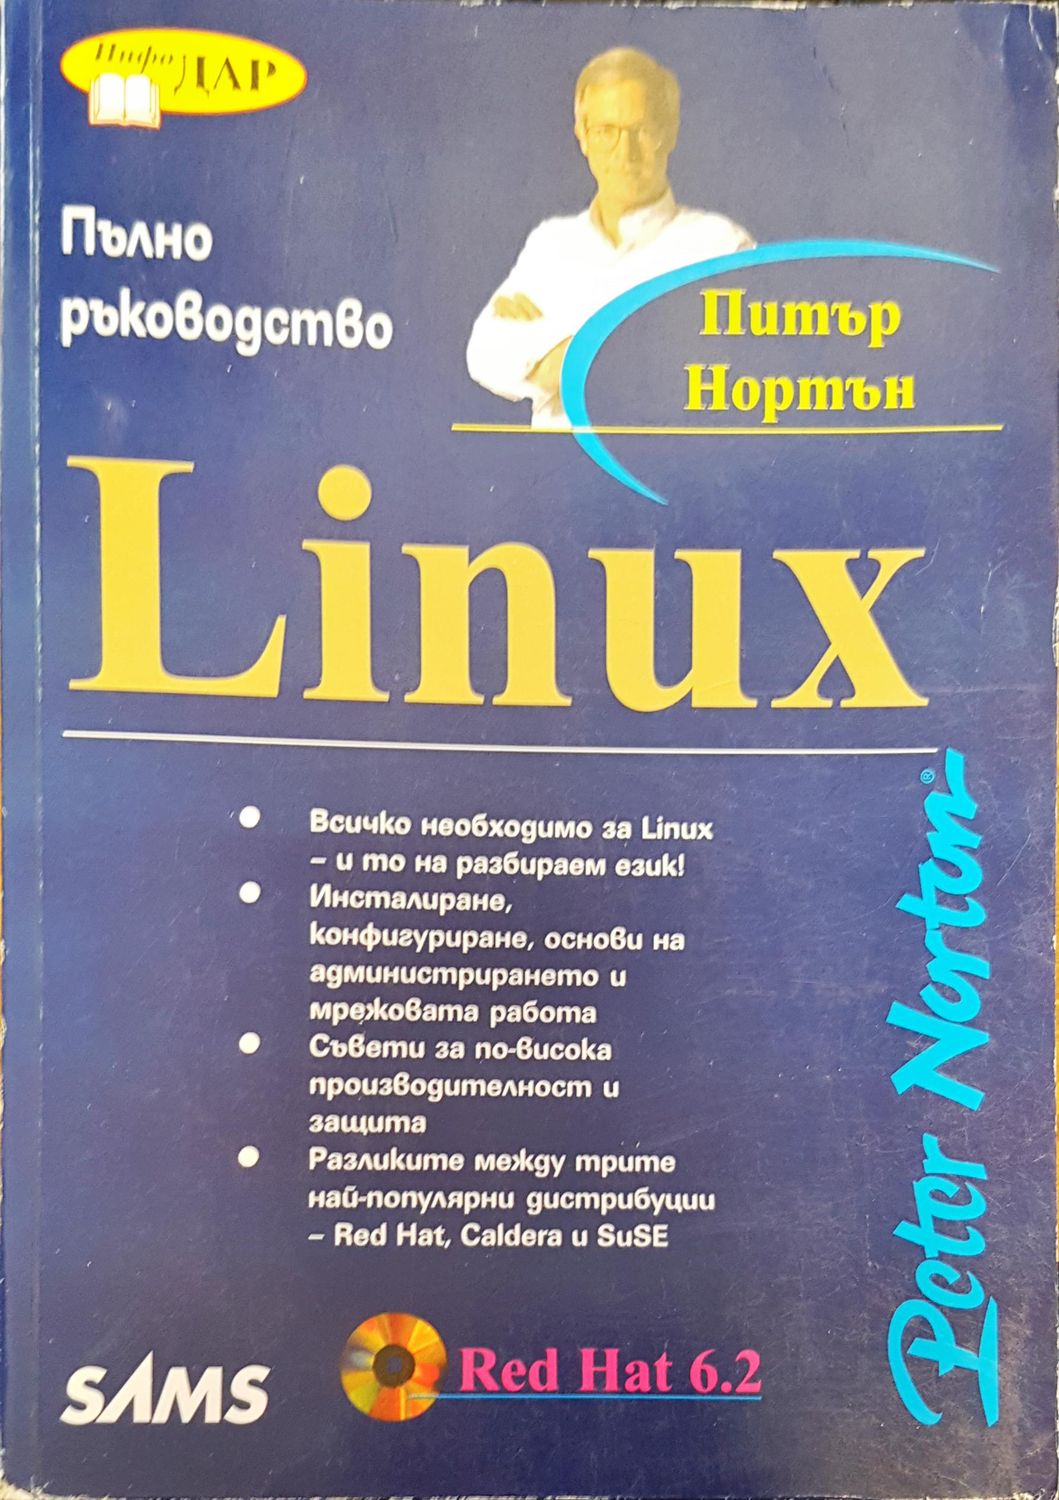 Инфо ДАР
Пълно
ръководство
Питър
Нортън
Linux
• Всичко необходимо за Linux
– и то на разбираем език!
• Инсталиране,
конфигуриране, основи на
администрирането и
мрежовата работа
• Съвети за по-висока
производителност и
защита
• Разликите между трите
най-популярни дистрибуции
– Red Hat, Caldera и SuSE
Peter Norton®
SAMS
Red Hat 6.2